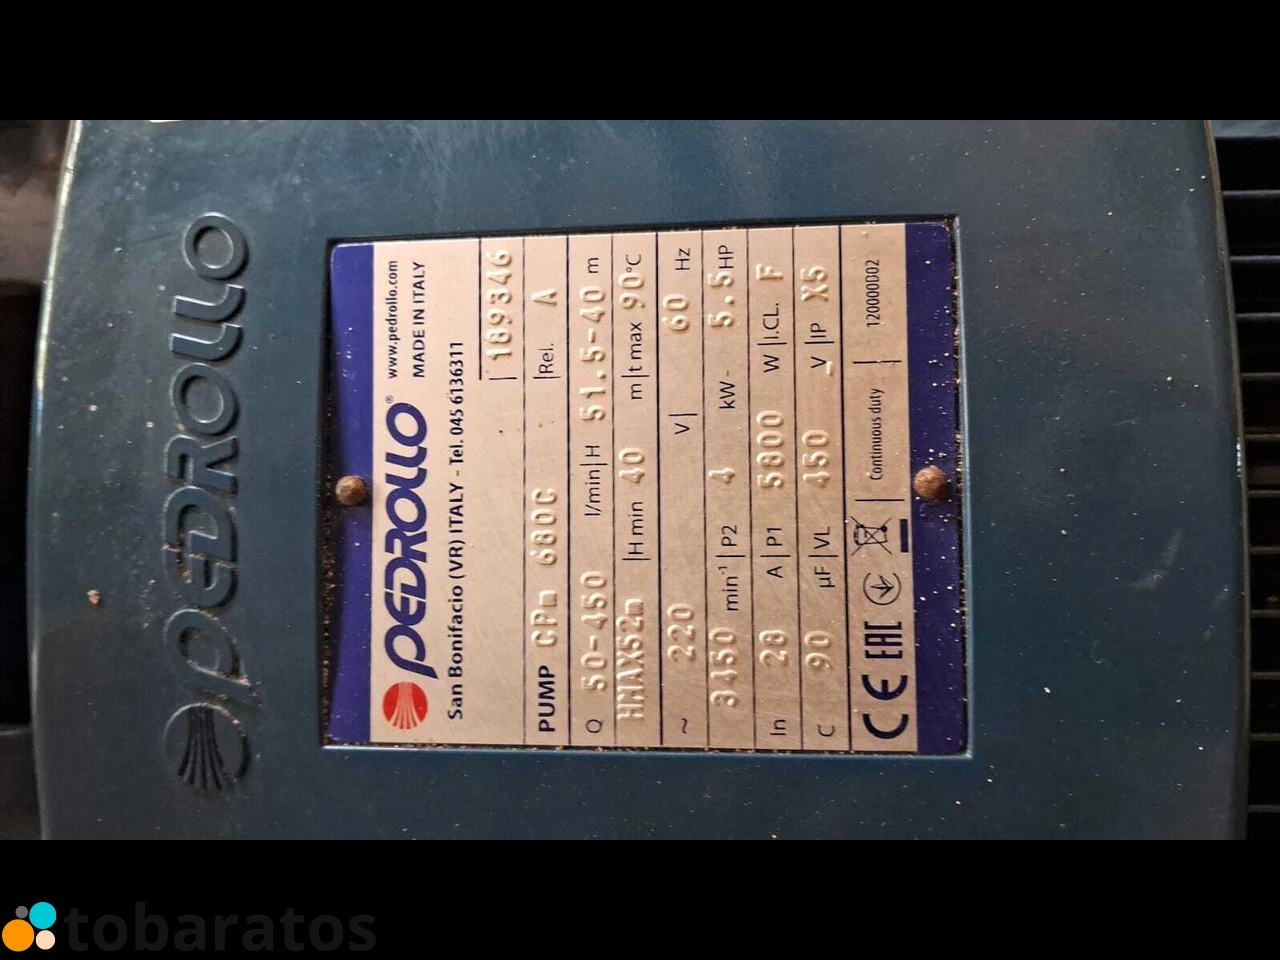 PEDROLLO
PEDROLLO®
www.pedrollo.com
MADE IN ITALY
San Bonifacio (VR) ITALY - Tel. 045 6136311
189346
PUMP CPm 680C Rel. A
Q 50-450 l/min H 51.5-40 m
HMAX52m H min 40 m t max 90°C
~ 220 V 60 Hz
3450 min⁻¹ P2 4 kW - 5.5 HP
In 28 A P1 5800 W I.CL. F
C 90 µF VL 450 V IP X5
CE EAC Continuous duty 120000D02
tobaratos